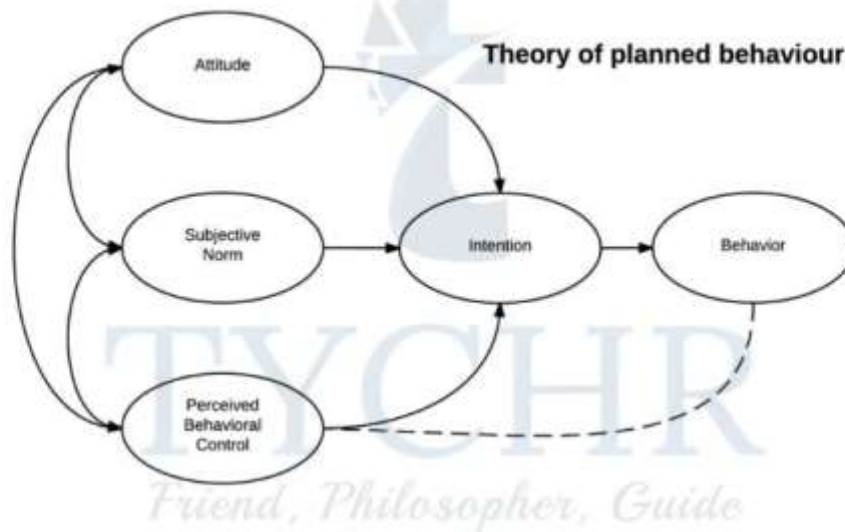 Theory of planned behaviour
Attitude
Subjective
Norm
Intention
Behavior
Perceived
Behavioral
Control
TYCHR
Friend, Philosopher, Guide